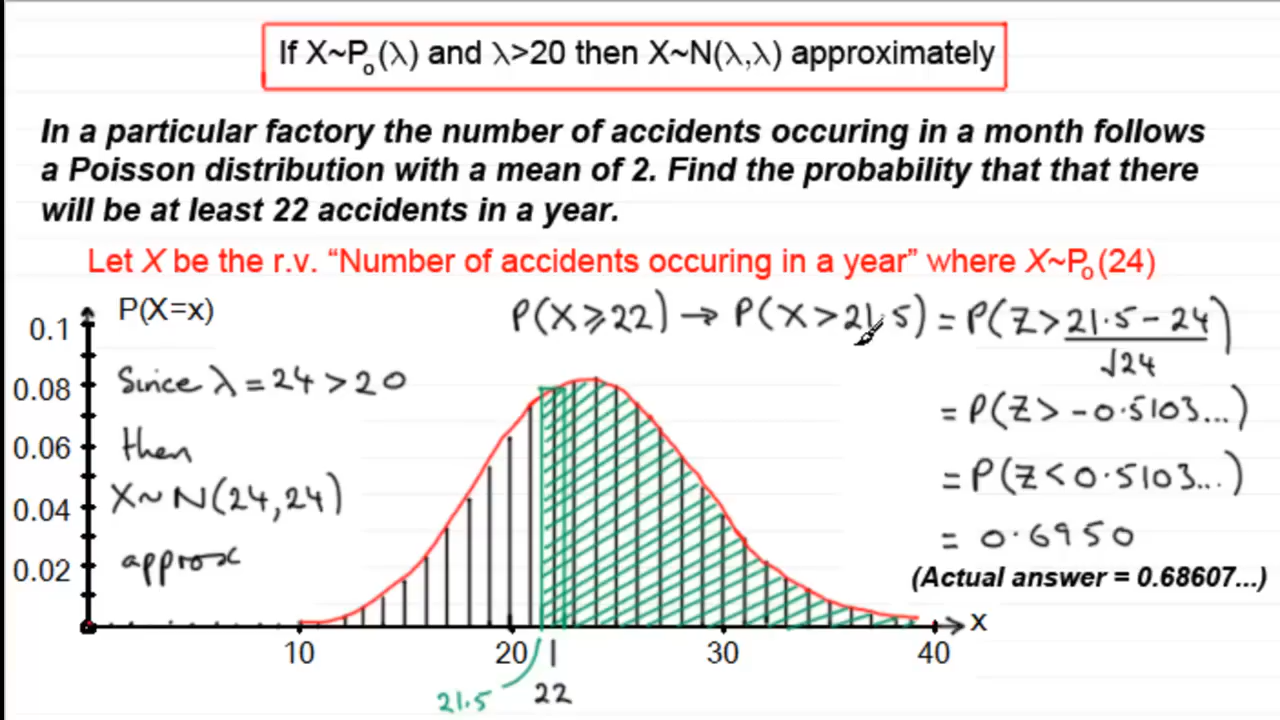 If X~Po(λ) and λ>20 then X~N(λ,λ) approximately
In a particular factory the number of accidents occuring in a month follows
a Poisson distribution with a mean of 2. Find the probability that that there
will be at least 22 accidents in a year.
Let X be the r.v. “Number of accidents occuring in a year” where X~Po(24)
P(X=x)
0.1
0.08
0.06
0.04
0.02
Since λ = 24 > 20
then
X~N(24,24)
approx
P(X⩾22) → P(X>21.5) = P(Z> 21.5-24 / √24)
= P(Z> -0.5103...)
= P(Z<0.5103...)
= 0.6950
(Actual answer = 0.68607...)
x
10
20
30
40
21.5
22